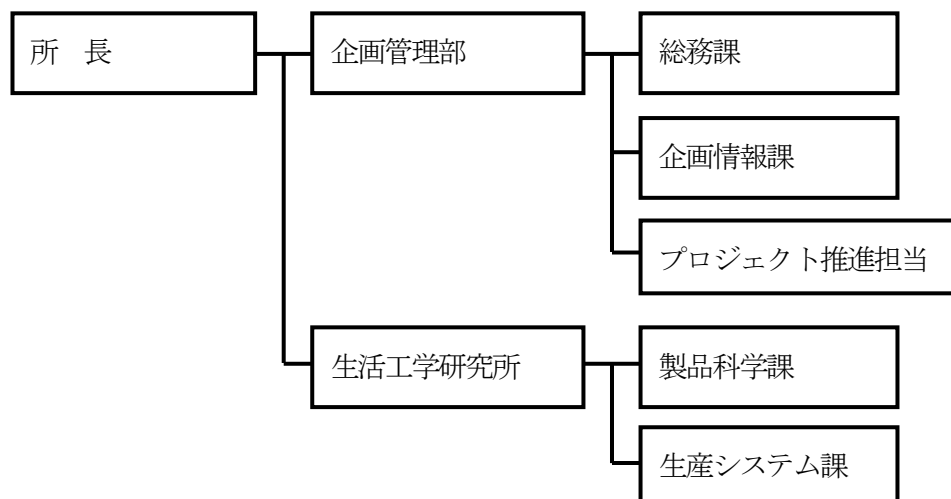 所　長
企画管理部
総務課
企画情報課
プロジェクト推進担当
生活工学研究所
製品科学課
生産システム課